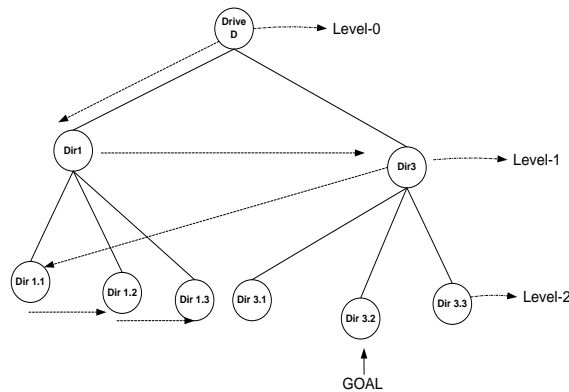 Drive
D
Level-0
Dir1
Dir3
Level-1
Dir 1.1
Dir 1.2
Dir 1.3
Dir 3.1
Dir 3.2
Dir 3.3
Level-2
GOAL